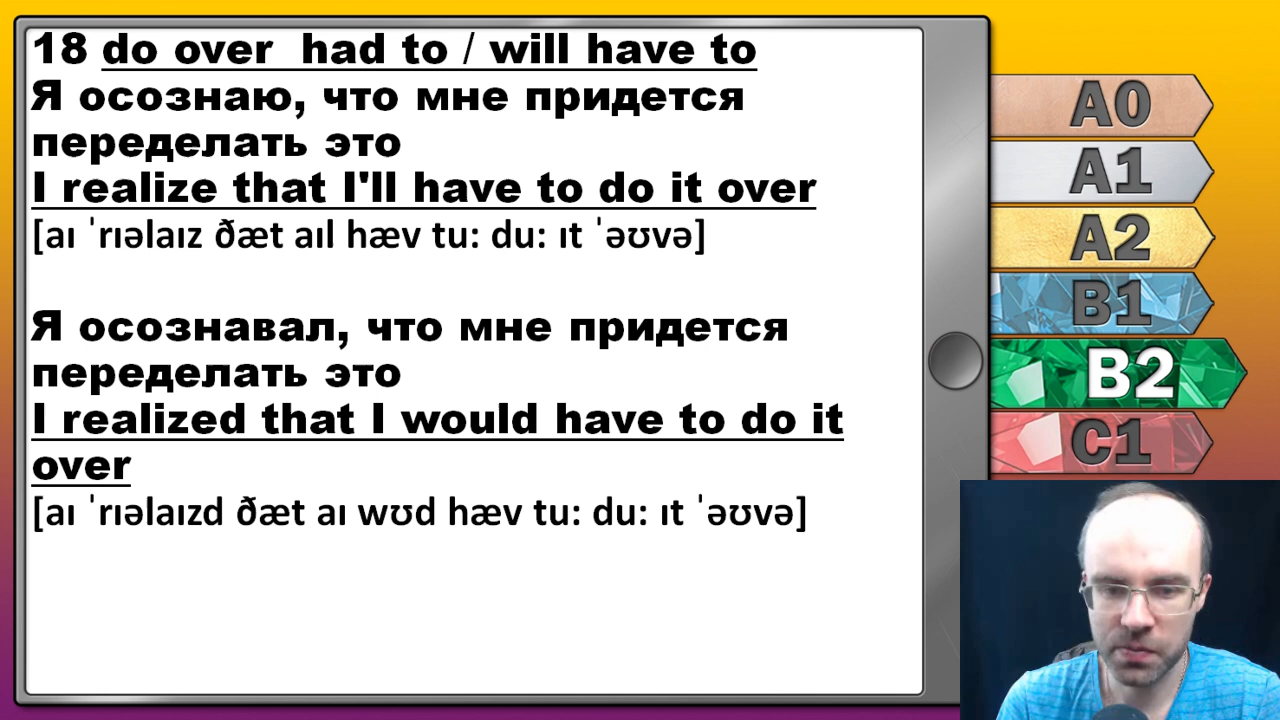 18 do over had to / will have to
Я осознаю, что мне придется
переделать это
I realize that I'll have to do it over
[aɪ ˈrɪəlaɪz ðæt aɪl hæv tu: du: ɪt ˈəʊvə]
Я осознавал, что мне придется
переделать это
I realized that I would have to do it
over
[aɪ ˈrɪəlaɪzd ðæt aɪ wʊd hæv tu: du: ɪt ˈəʊvə]
A0
A1
A2
B1
B2
C1